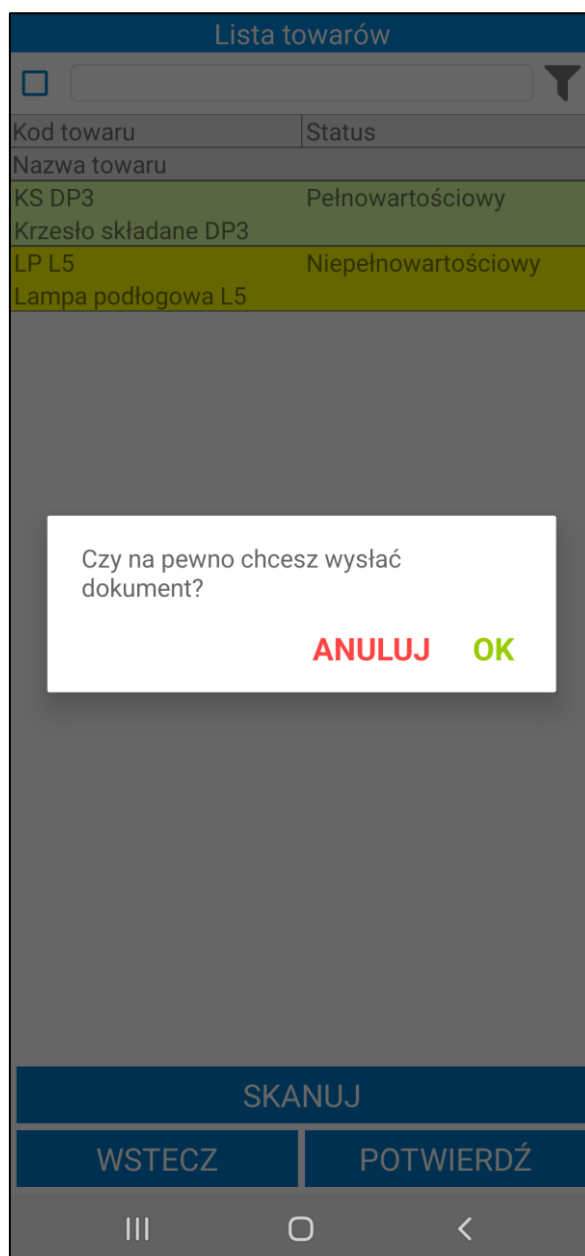 Lista towarów
Kod towaru Status
Nazwa towaru
KS DP3 Pełnowartościowy
Krzesło składane DP3
LP L5 Niepełnowartościowy
Lampa podłogowa L5
Czy na pewno chcesz wysłać
dokument?
ANULUJ OK
SKANUJ
WSTECZ POTWIERDŹ